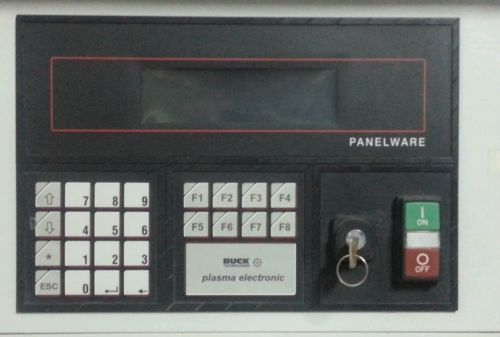 PANELWARE
7 8 9
4 5 6
* 1 2 3
ESC 0
F1 F2 F3 F4
F5 F6 F7 F8
BUCK
plasma electronic
I
ON
O
OFF